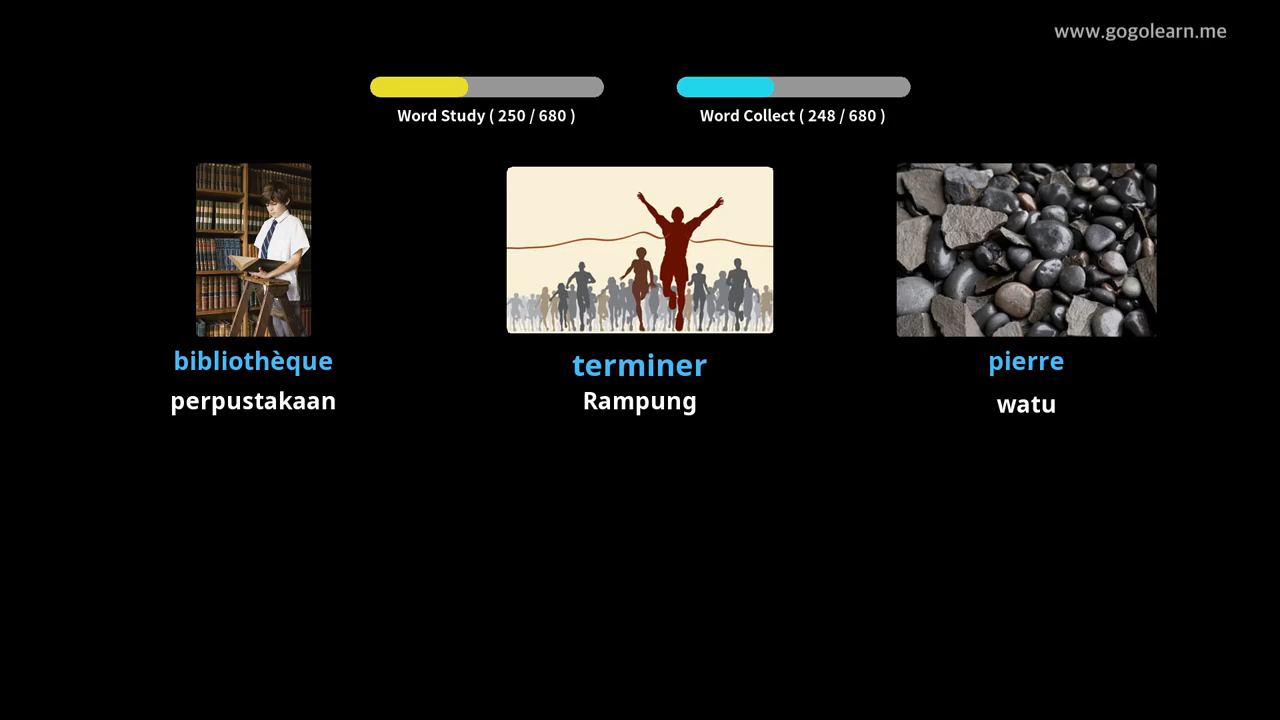 www.gogolearn.me
Word Study ( 250 / 680 )
Word Collect ( 248 / 680 )
bibliothèque
perpustakaan
terminer
Rampung
pierre
watu